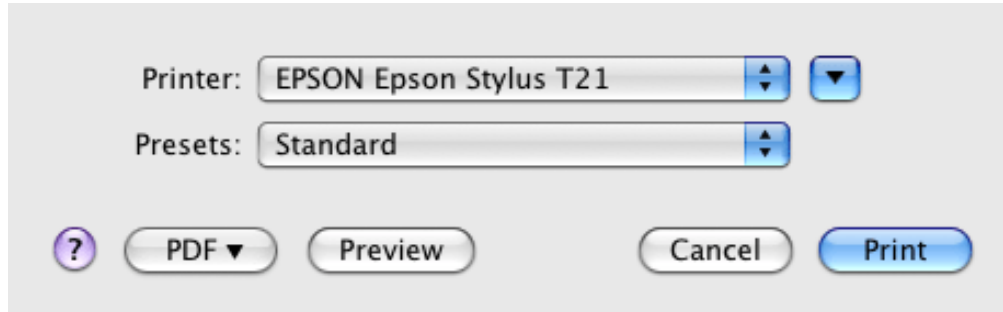 Printer: EPSON Epson Stylus T21
Presets: Standard
? PDF ▼ Preview Cancel Print